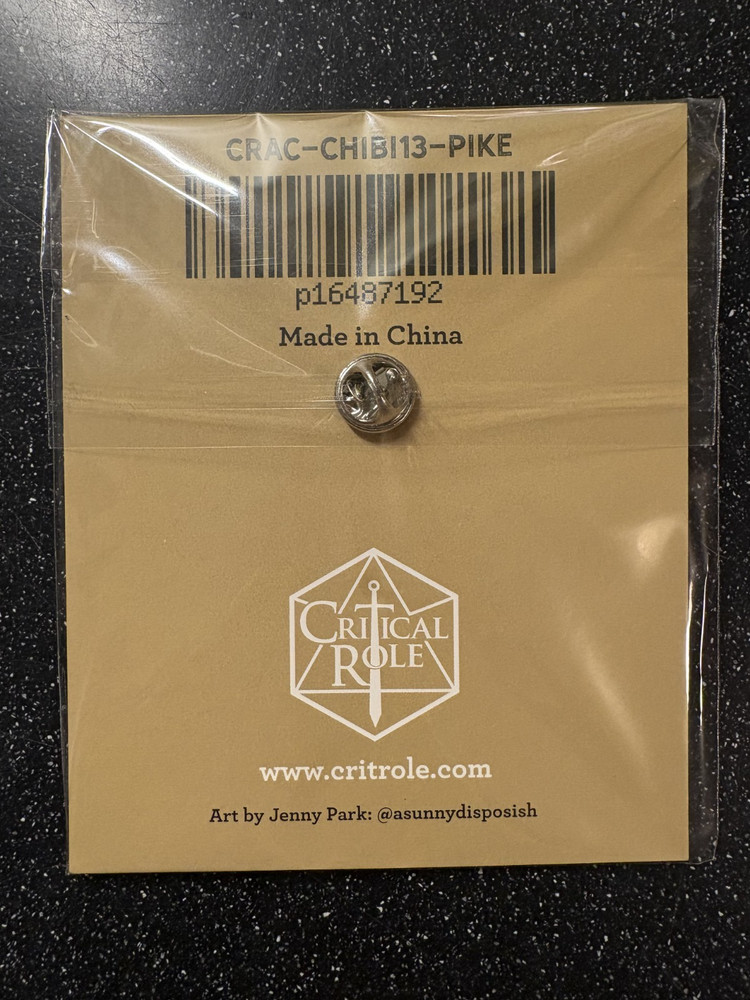 CRAC-CHIBI13-PIKE
p16487192
Made in China
CRITICAL
ROLE
www.critrole.com
Art by Jenny Park: @asunnydisposish